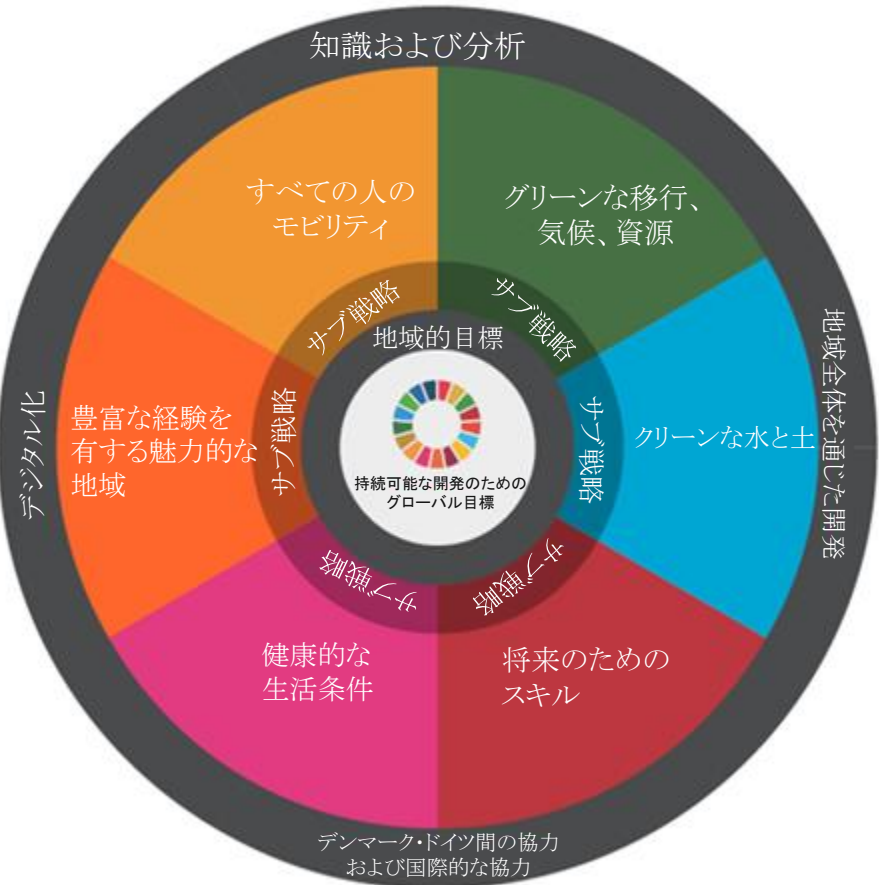 知識および分析
すべての人の
モビリティ
グリーンな移行、
気候、資源
サブ戦略
サブ戦略
地域的目標
地域全体を通じた開発
デジタル化
豊富な経験を
有する魅力的な
地域
サブ戦略
サブ戦略
クリーンな水と土
持続可能な開発のための
グローバル目標
サブ戦略
サブ戦略
健康的な
生活条件
将来のための
スキル
デンマーク・ドイツ間の協力
および国際的な協力